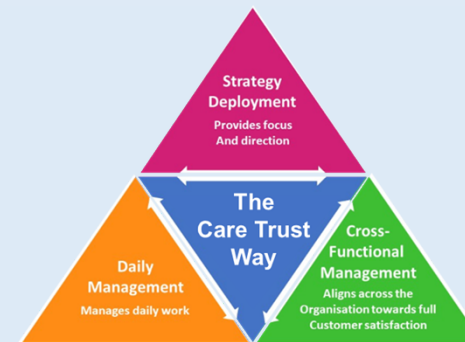 Strategy
Deployment
Provides focus
And direction
The
Care Trust
Way
Daily
Management
Manages daily work
Cross-
Functional
Management
Aligns across the
Organisation towards full
Customer satisfaction